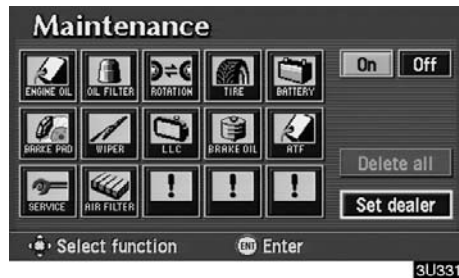 Maintenance
ENGINE OIL OIL FILTER ROTATION TIRE BATTERY On Off
BRAKE PAD WIPER LLC BRAKE OIL ATF
Delete all
SERVICE AIR FILTER ! ! ! Set dealer
Select function ENT Enter
3U331